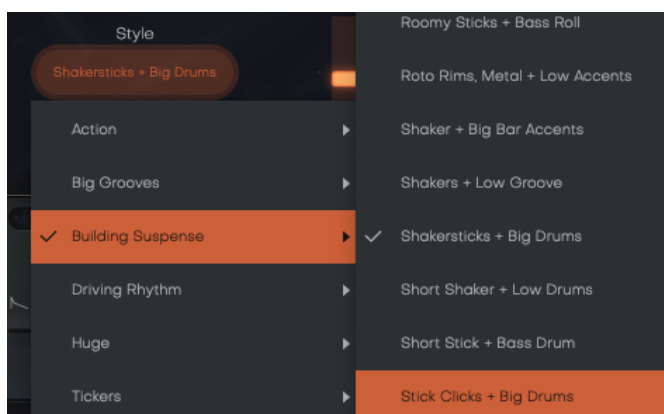 Style
Shakersticks + Big Drums
Action
Big Grooves
Building Suspense
Driving Rhythm
Huge
Tickers
Roomy Sticks + Bass Roll
Roto Rims, Metal + Low Accents
Shaker + Big Bar Accents
Shakers + Low Groove
Shakersticks + Big Drums
Short Shaker + Low Drums
Short Stick + Bass Drum
Stick Clicks + Big Drums